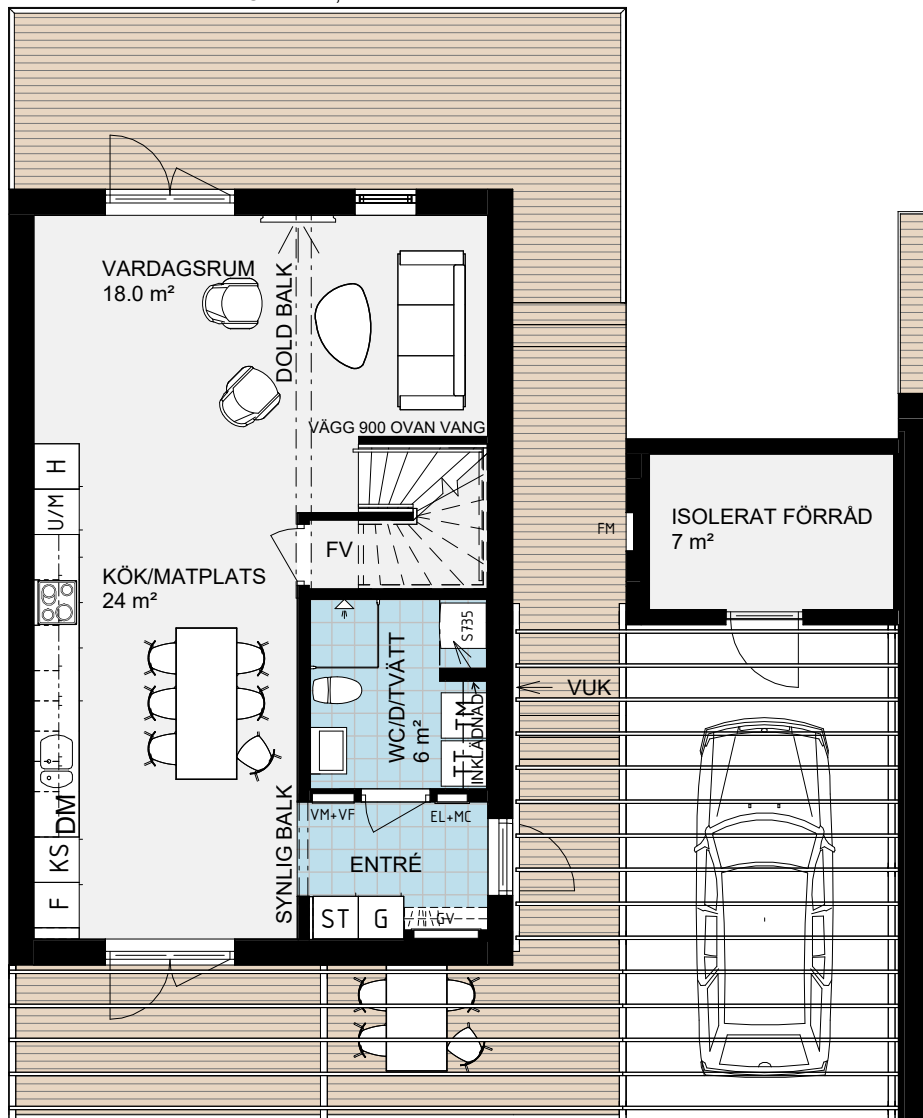 VARDAGSRUM
18.0 m²
DOLD BALK
VÄGG 900 OVAN VANG
H
U/M
FV
FM
ISOLERAT FÖRRÅD
7 m²
KÖK/MATPLATS
24 m²
S735
WC/D/TVÄTT
6 m²
TM
TT
INKLÄDNAD
VUK
DM
KS
F
SYNLIG BALK
VM+VF
EL+MC
ENTRÉ
ST
G
GV